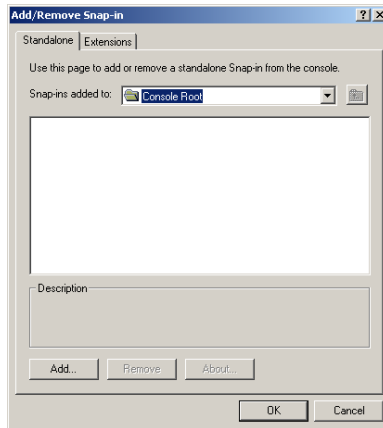 Add/Remove Snap-in
Standalone Extensions
Use this page to add or remove a standalone Snap-in from the console.
Snap-ins added to: Console Root
Description
Add... Remove About...
OK Cancel